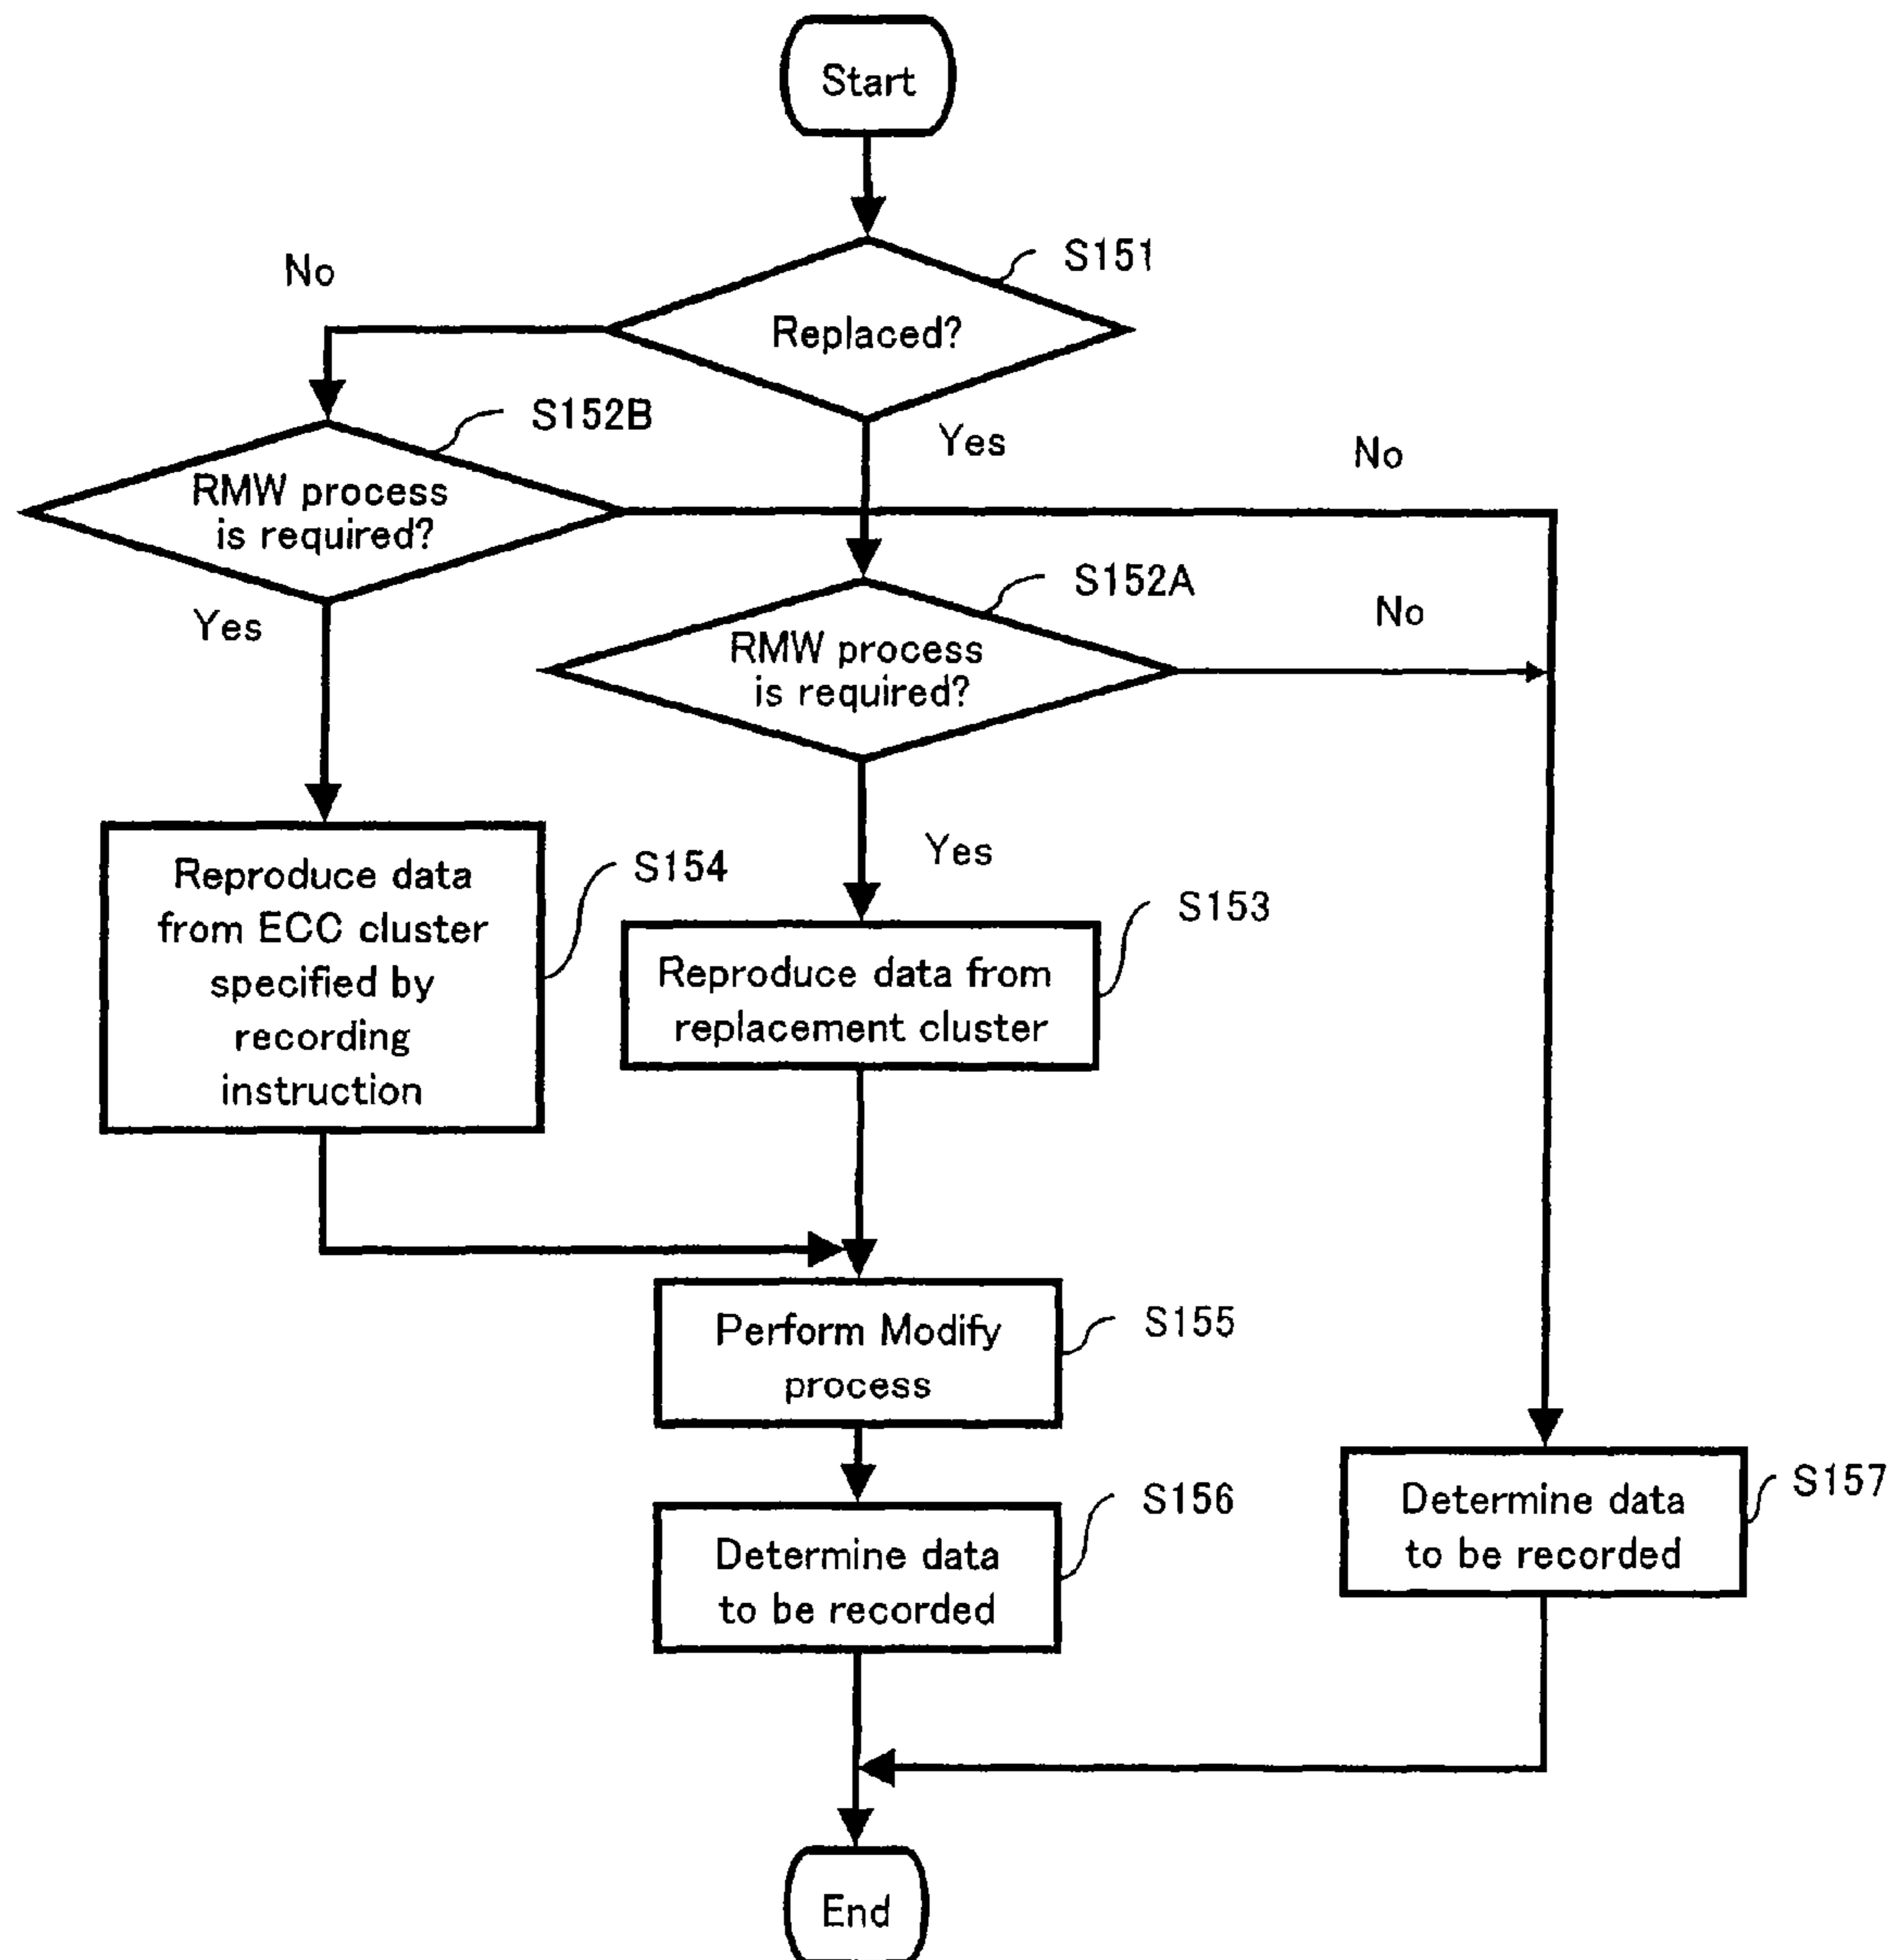 Start
S151
No
Replaced?
S152B
Yes
No
RMW process
is required?
S152A
No
Yes
RMW process
is required?
Yes
S154
Reproduce data
from ECC cluster
specified by
recording
instruction
S153
Reproduce data from
replacement cluster
S155
Perform Modify
process
S156
Determine data
to be recorded
S157
Determine data
to be recorded
End